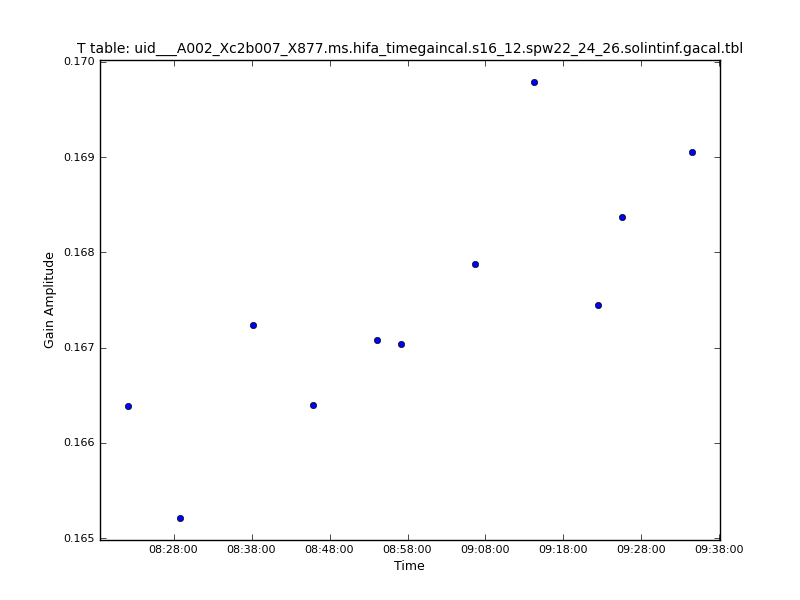 T table: uid___A002_Xc2b007_X877.ms.hifa_timegaincal.s16_12.spw22_24_26.solintinf.gacal.tbl
0.170
0.169
0.168
0.167
0.166
0.165
Gain Amplitude
08:28:00 08:38:00 08:48:00 08:58:00 09:08:00 09:18:00 09:28:00 09:38:00
Time